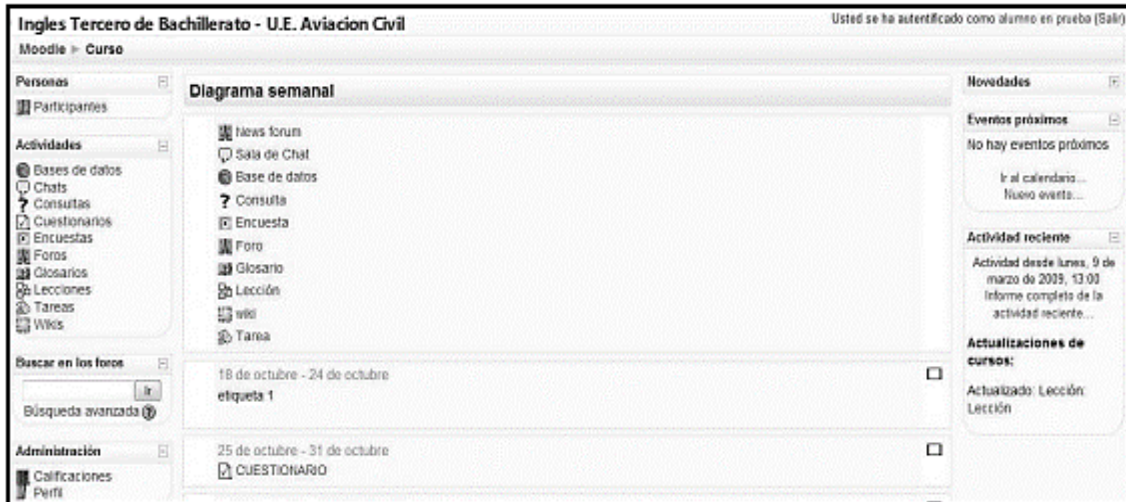 Ingles Tercero de Bachillerato - U.E. Aviacion Civil
Usted se ha autentificado como alumno en prueba (Salir)
Moodle ► Curso
Personas
Participantes
Actividades
Bases de datos
Chats
Consultas
Cuestionarios
Encuestas
Foros
Glosarios
Lecciones
Tareas
Wikis
Buscar en los foros
Ir
Búsqueda avanzada
Administración
Calificaciones
Perfil
Diagrama semanal
News forum
Sala de Chat
Base de datos
Consulta
Encuesta
Foro
Glosario
Lección
wiki
Tarea
18 de octubre - 24 de octubre
etiqueta 1
25 de octubre - 31 de octubre
CUESTIONARIO
Novedades
Eventos próximos
No hay eventos próximos
Ir al calendario...
Nuevo evento...
Actividad reciente
Actividad desde lunes, 9 de
marzo de 2009, 13:00
Informe completo de la
actividad reciente...
Actualizaciones de
cursos:
Actualizado: Lección:
Lección